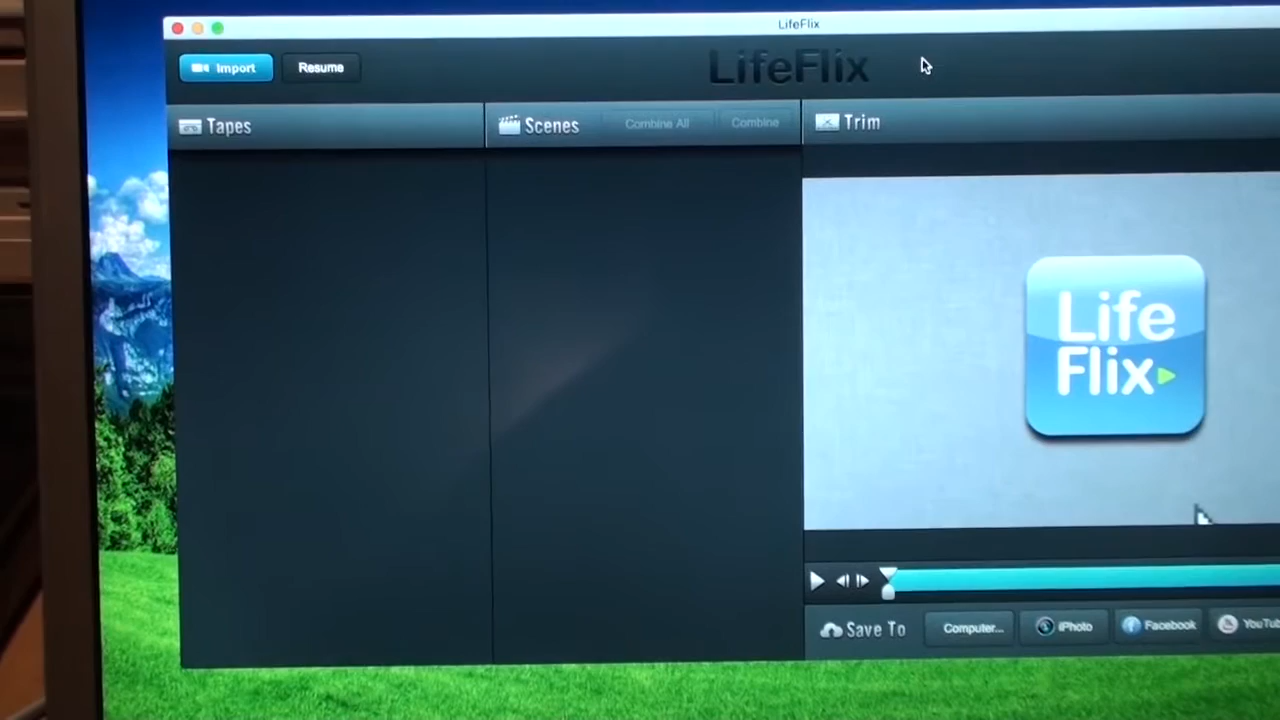 LifeFlix
Import Resume LifeFlix
Tapes Scenes Combine All Combine Trim
Life
Flix
Save To Computer... iPhoto Facebook